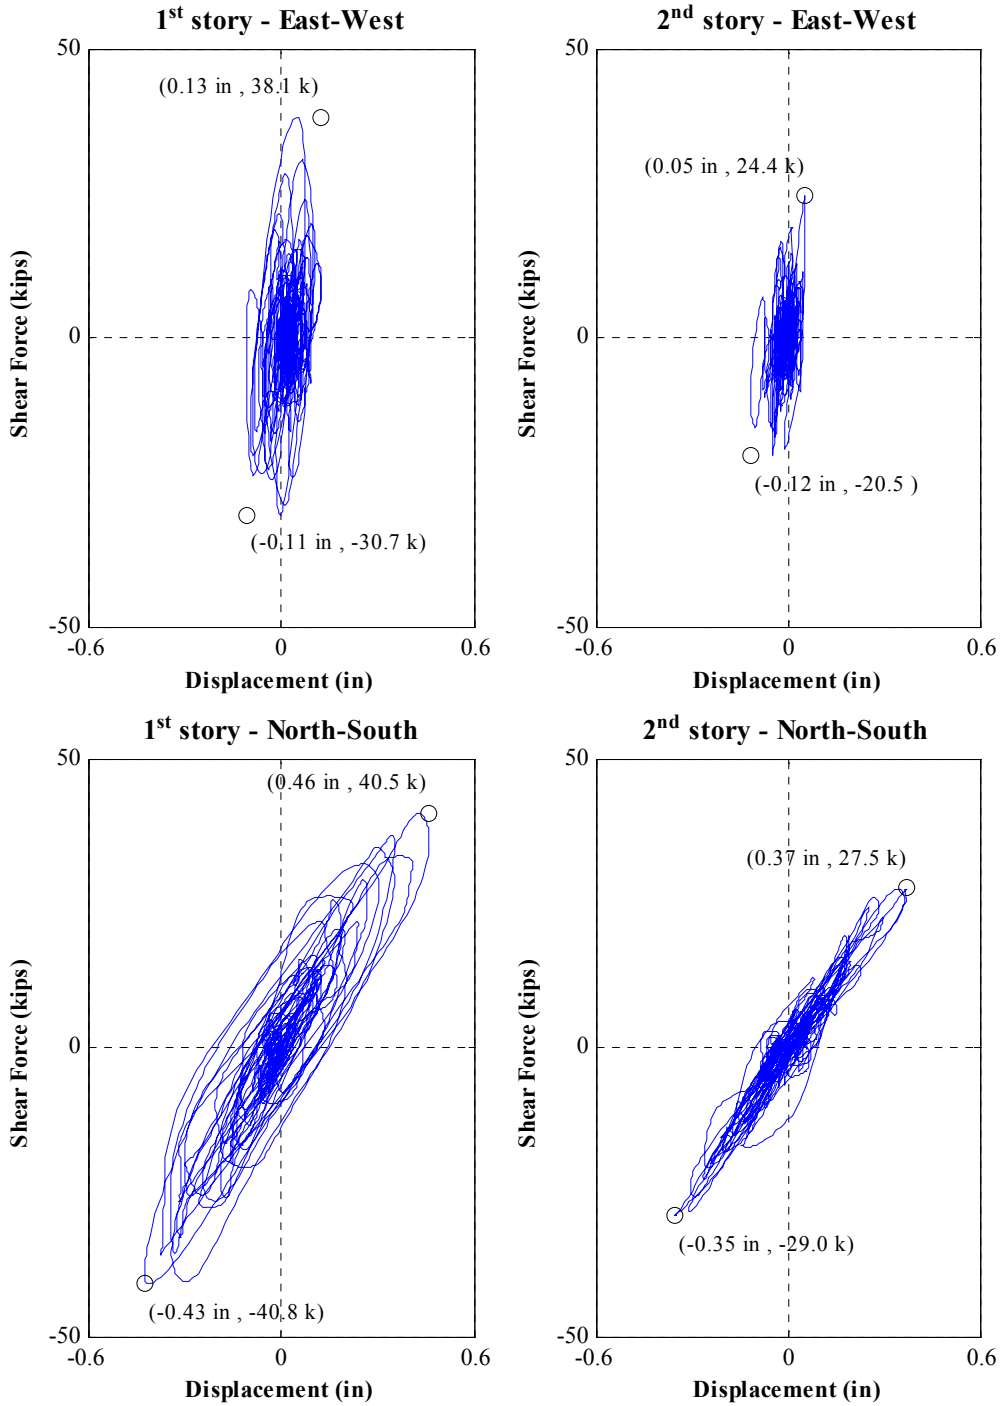 1st story - East-West
50
(0.13 in , 38.1 k)
Shear Force (kips)
0
(-0.11 in , -30.7 k)
-50
-0.6
0
0.6
Displacement (in)
2nd story - East-West
50
(0.05 in , 24.4 k)
Shear Force (kips)
0
(-0.12 in , -20.5 )
-50
-0.6
0
0.6
Displacement (in)
1st story - North-South
50
(0.46 in , 40.5 k)
Shear Force (kips)
0
(-0.43 in , -40.8 k)
-50
-0.6
0
0.6
Displacement (in)
2nd story - North-South
50
(0.37 in , 27.5 k)
Shear Force (kips)
0
(-0.35 in , -29.0 k)
-50
-0.6
0
0.6
Displacement (in)